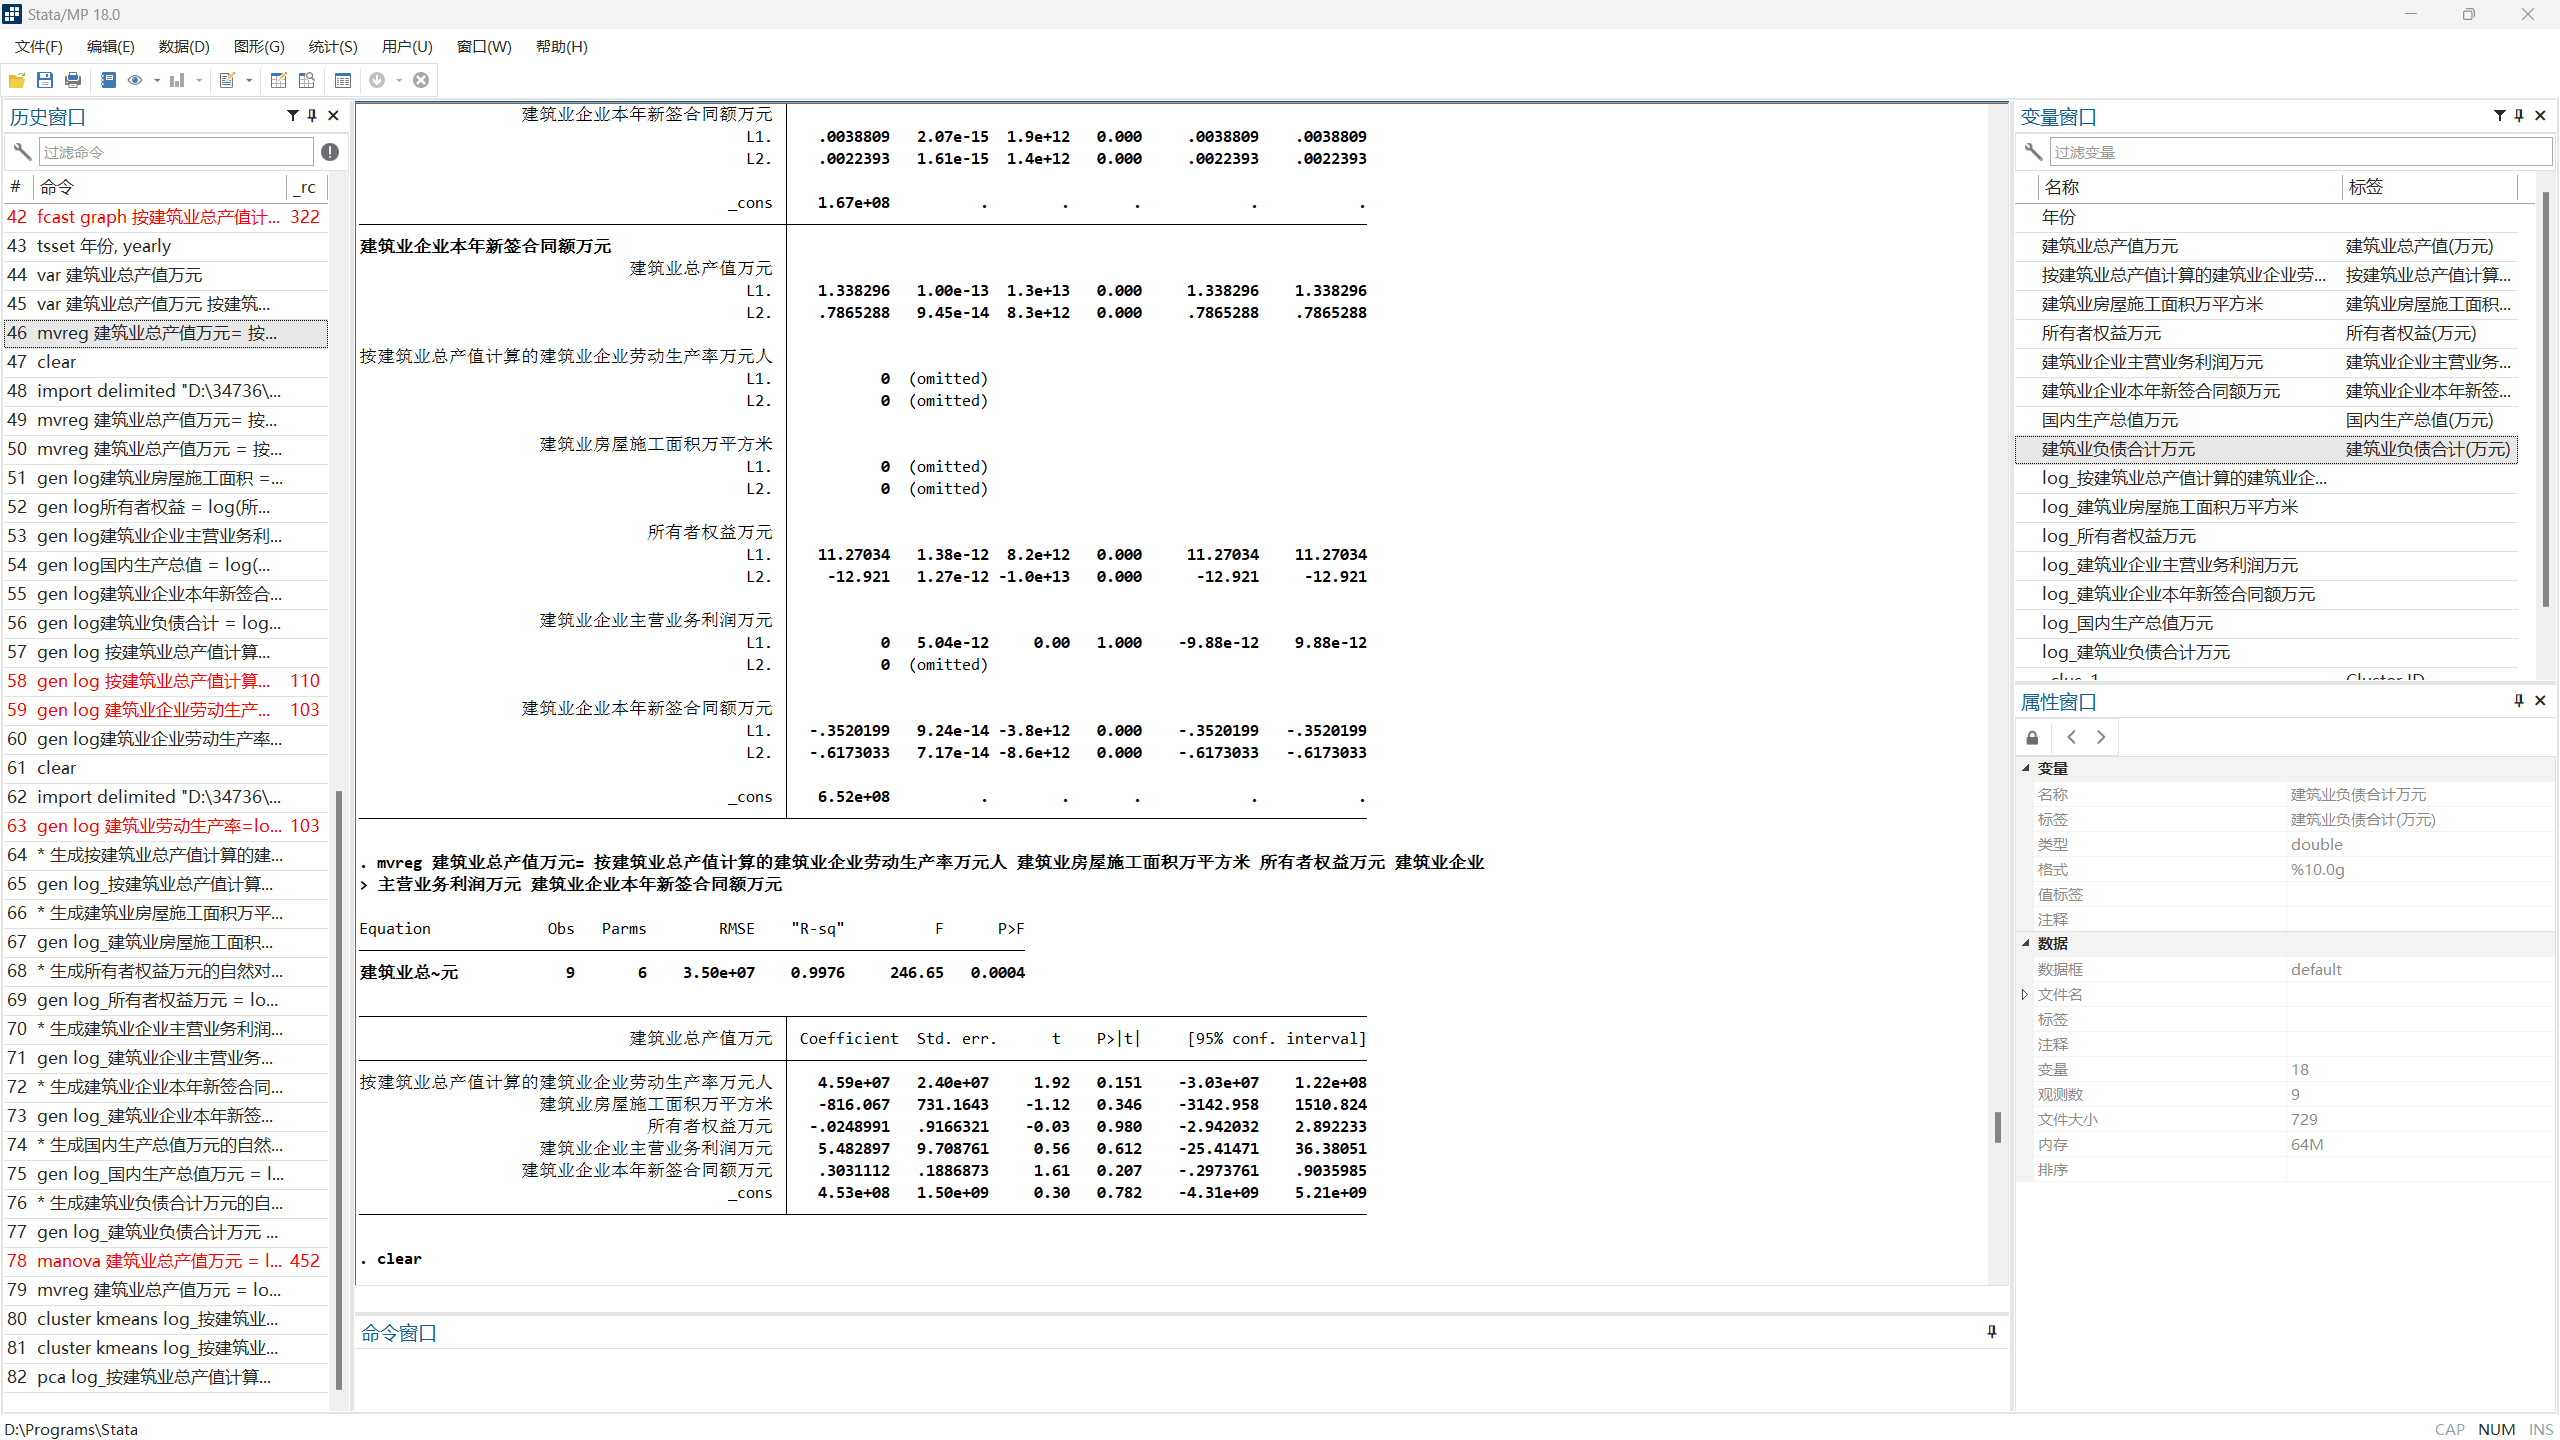 Stata/MP 18.0
文件(F) 编辑(E) 数据(D) 图形(G) 统计(S) 用户(U) 窗口(W) 帮助(H)
历史窗口
过滤命令
# 命令 _rc
42 fcast graph 按建筑业总产值计... 322
43 tsset 年份, yearly
44 var 建筑业总产值万元
45 var 建筑业总产值万元 按建筑...
46 mvreg 建筑业总产值万元= 按...
47 clear
48 import delimited "D:\34736\...
49 mvreg 建筑业总产值万元= 按...
50 mvreg 建筑业总产值万元 = 按...
51 gen log建筑业房屋施工面积 =...
52 gen log所有者权益 = log(所...
53 gen log建筑业企业主营业务利...
54 gen log国内生产总值 = log(...
55 gen log建筑业企业本年新签合...
56 gen log建筑业负债合计 = log...
57 gen log 按建筑业总产值计算...
58 gen log 按建筑业总产值计算... 110
59 gen log 建筑业企业劳动生产... 103
60 gen log建筑业企业劳动生产率...
61 clear
62 import delimited "D:\34736\...
63 gen log 建筑业劳动生产率=lo... 103
64 * 生成按建筑业总产值计算的建...
65 gen log_按建筑业总产值计算...
66 * 生成建筑业房屋施工面积万平...
67 gen log_建筑业房屋施工面积...
68 * 生成所有者权益万元的自然对...
69 gen log_所有者权益万元 = lo...
70 * 生成建筑业企业主营业务利润...
71 gen log_建筑业企业主营业务...
72 * 生成建筑业企业本年新签合同...
73 gen log_建筑业企业本年新签...
74 * 生成国内生产总值万元的自然...
75 gen log_国内生产总值万元 = l...
76 * 生成建筑业负债合计万元的自...
77 gen log_建筑业负债合计万元 ...
78 manova 建筑业总产值万元 = l... 452
79 mvreg 建筑业总产值万元 = lo...
80 cluster kmeans log_按建筑业...
81 cluster kmeans log_按建筑业...
82 pca log_按建筑业总产值计算...
建筑业企业本年新签合同额万元
L1. .0038809 2.07e-15 1.9e+12 0.000 .0038809 .0038809
L2. .0022393 1.61e-15 1.4e+12 0.000 .0022393 .0022393
_cons 1.67e+08 . . . . .
建筑业企业本年新签合同额万元
建筑业总产值万元
L1. 1.338296 1.00e-13 1.3e+13 0.000 1.338296 1.338296
L2. .7865288 9.45e-14 8.3e+12 0.000 .7865288 .7865288
按建筑业总产值计算的建筑业企业劳动生产率万元人
L1. 0 (omitted)
L2. 0 (omitted)
建筑业房屋施工面积万平方米
L1. 0 (omitted)
L2. 0 (omitted)
所有者权益万元
L1. 11.27034 1.38e-12 8.2e+12 0.000 11.27034 11.27034
L2. -12.921 1.27e-12 -1.0e+13 0.000 -12.921 -12.921
建筑业企业主营业务利润万元
L1. 0 5.04e-12 0.00 1.000 -9.88e-12 9.88e-12
L2. 0 (omitted)
建筑业企业本年新签合同额万元
L1. -.3520199 9.24e-14 -3.8e+12 0.000 -.3520199 -.3520199
L2. -.6173033 7.17e-14 -8.6e+12 0.000 -.6173033 -.6173033
_cons 6.52e+08 . . . . .
. mvreg 建筑业总产值万元= 按建筑业总产值计算的建筑业企业劳动生产率万元人 建筑业房屋施工面积万平方米 所有者权益万元 建筑业企业
> 主营业务利润万元 建筑业企业本年新签合同额万元
Equation Obs Parms RMSE "R-sq" F P>F
建筑业总~元 9 6 3.50e+07 0.9976 246.65 0.0004
建筑业总产值万元 Coefficient Std. err. t P>|t| [95% conf. interval]
按建筑业总产值计算的建筑业企业劳动生产率万元人 4.59e+07 2.40e+07 1.92 0.151 -3.03e+07 1.22e+08
建筑业房屋施工面积万平方米 -816.067 731.1643 -1.12 0.346 -3142.958 1510.824
所有者权益万元 -.0248991 .9166321 -0.03 0.980 -2.942032 2.892233
建筑业企业主营业务利润万元 5.482897 9.708761 0.56 0.612 -25.41471 36.38051
建筑业企业本年新签合同额万元 .3031112 .1886873 1.61 0.207 -.2973761 .9035985
_cons 4.53e+08 1.50e+09 0.30 0.782 -4.31e+09 5.21e+09
. clear
命令窗口
变量窗口
过滤变量
名称 标签
年份
建筑业总产值万元 建筑业总产值(万元)
按建筑业总产值计算的建筑业企业劳... 按建筑业总产值计算...
建筑业房屋施工面积万平方米 建筑业房屋施工面积...
所有者权益万元 所有者权益(万元)
建筑业企业主营业务利润万元 建筑业企业主营业务...
建筑业企业本年新签合同额万元 建筑业企业本年新签...
国内生产总值万元 国内生产总值(万元)
建筑业负债合计万元 建筑业负债合计(万元)
log_按建筑业总产值计算的建筑业企...
log_建筑业房屋施工面积万平方米
log_所有者权益万元
log_建筑业企业主营业务利润万元
log_建筑业企业本年新签合同额万元
log_国内生产总值万元
log_建筑业负债合计万元
_clus_1 Cluster ID
属性窗口
变量
名称 建筑业负债合计万元
标签 建筑业负债合计(万元)
类型 double
格式 %10.0g
值标签
注释
数据
数据框 default
文件名
标签
注释
变量 18
观测数 9
文件大小 729
内存 64M
排序
D:\Programs\Stata
CAP NUM INS